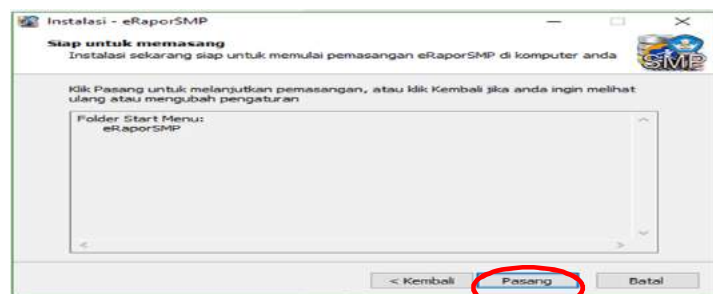 Instalasi - eRaporSMP
Siap untuk memasang
Instalasi sekarang siap untuk memulai pemasangan eRaporSMP di komputer anda
SMP
Klik Pasang untuk melanjutkan pemasangan, atau klik Kembali jika anda ingin melihat
ulang atau mengubah pengaturan
Folder Start Menu:
eRaporSMP
< Kembali
Pasang
Batal